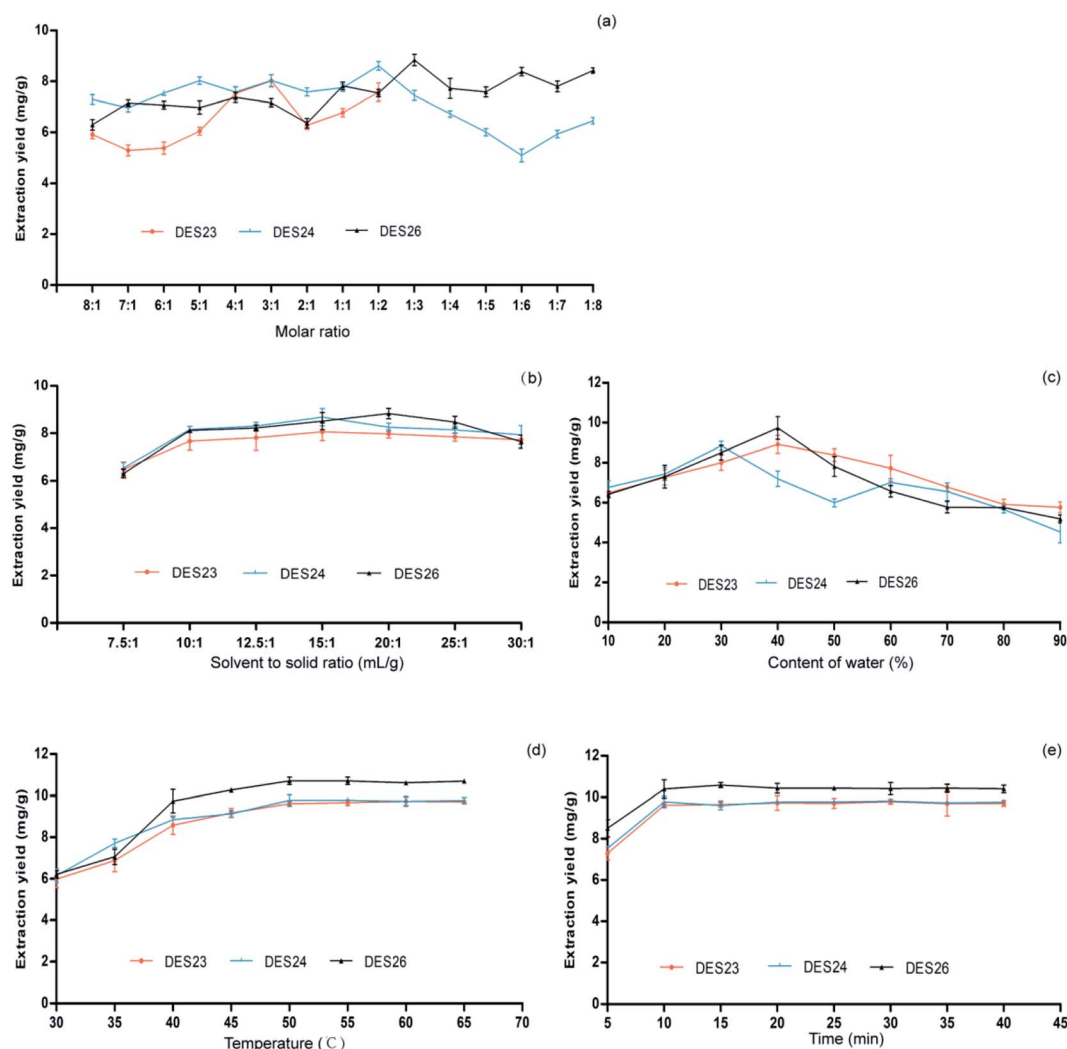 (a)
Extraction yield (mg/g)
10
8
6
4
2
0
DES23 DES24 DES26
8:1 7:1 6:1 5:1 4:1 3:1 2:1 1:1 1:2 1:3 1:4 1:5 1:6 1:7 1:8
Molar ratio
(b)
Extraction yield (mg/g)
10
8
6
4
2
0
DES23 DES24 DES26
7.5:1 10:1 12.5:1 15:1 20:1 25:1 30:1
Solvent to solid ratio (mL/g)
(c)
Extraction yield (mg/g)
12
10
8
6
4
2
0
DES23 DES24 DES26
10 20 30 40 50 60 70 80 90
Content of water (%)
(d)
Extraction yield (mg/g)
12
10
8
6
4
2
0
DES23 DES24 DES26
30 35 40 45 50 55 60 65 70
Temperature (C)
(e)
Extraction yield (mg/g)
12
10
8
6
4
2
0
DES23 DES24 DES26
5 10 15 20 25 30 35 40 45
Time (min)